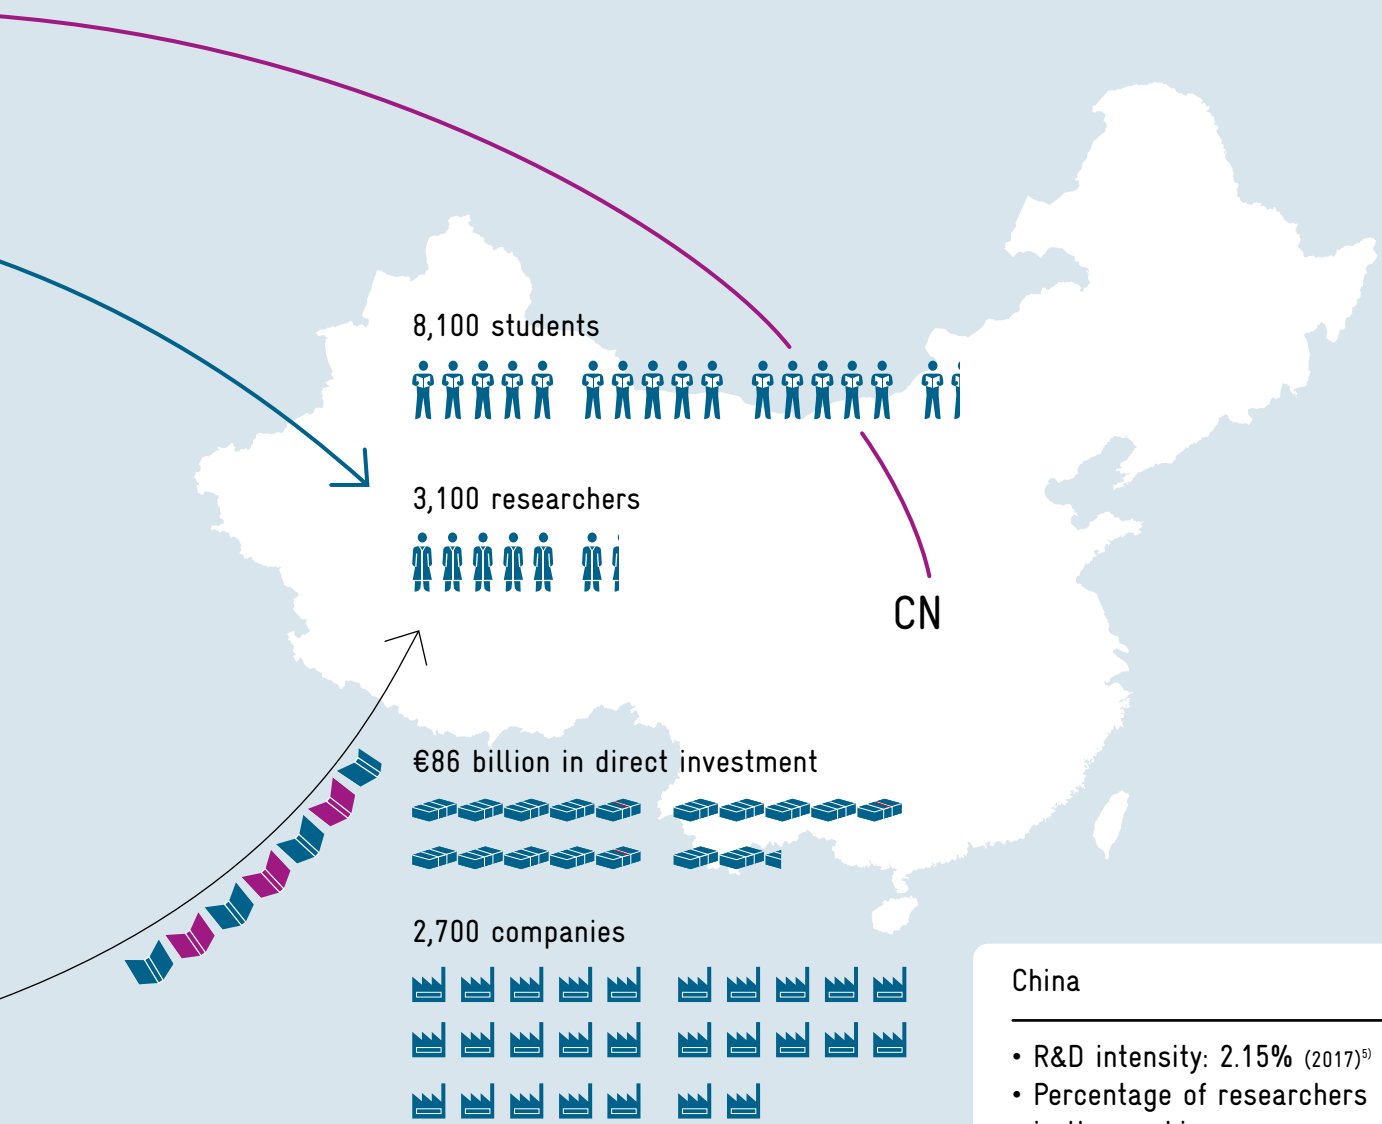 8,100 students
3,100 researchers
CN
€86 billion in direct investment
2,700 companies
China
• R&D intensity: 2.15% (2017)⁵⁾
• Percentage of researchers